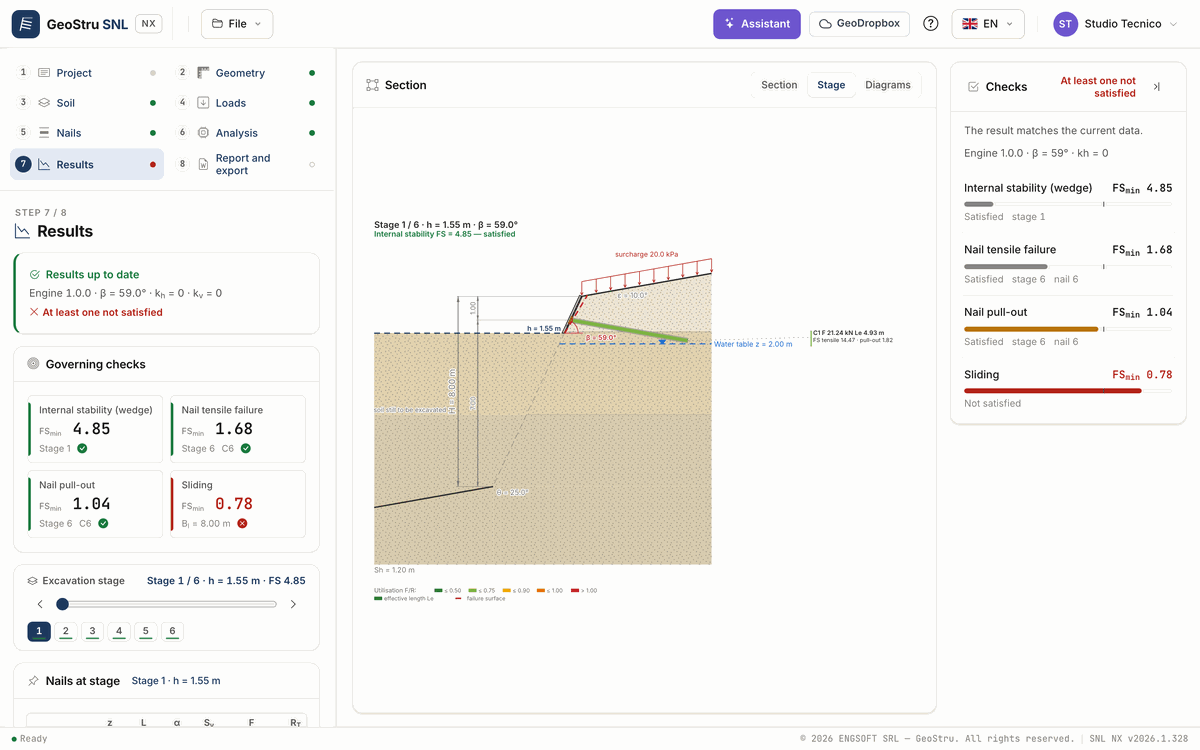 GeoStru SNL NX
File
Assistant
GeoDropbox
EN
ST Studio Tecnico
1 Project
2 Geometry
3 Soil
4 Loads
5 Nails
6 Analysis
7 Results
8 Report and export
STEP 7 / 8
Results
Results up to date
Engine 1.0.0 · β = 59.0° · kh = 0 · kv = 0
At least one not satisfied
Governing checks
Internal stability (wedge)
FSmin 4.85
Stage 1
Nail tensile failure
FSmin 1.68
Stage 6 C6
Nail pull-out
FSmin 1.04
Stage 6 C6
Sliding
FSmin 0.78
Bl = 8.00 m
Excavation stage
Stage 1 / 6 · h = 1.55 m · FS 4.85
1 2 3 4 5 6
Nails at stage
Stage 1 · h = 1.55 m
z L α Sv F RT
Ready
Section
Section Stage Diagrams
Stage 1 / 6 · h = 1.55 m · β = 59.0°
Internal stability FS = 4.85 — satisfied
surcharge 20.0 kPa
ε = 10.0°
1.00
h = 1.55 m
β = 59.0°
Water table z = 2.00 m
C1 F 21.24 kN Le 4.93 m
FS tensile 14.47 · pull-out 1.82
H = 8.00 m
7.00
soil still to be excavated
Sh = 1.20 m
Utilisation F/R: ≤ 0.50 ≤ 0.75 ≤ 0.90 ≤ 1.00 > 1.00
effective length Le failure surface
Checks
At least one not satisfied
The result matches the current data.
Engine 1.0.0 · β = 59° · kh = 0
Internal stability (wedge) FSmin 4.85
Satisfied stage 1
Nail tensile failure FSmin 1.68
Satisfied stage 6 nail 6
Nail pull-out FSmin 1.04
Satisfied stage 6 nail 6
Sliding FSmin 0.78
Not satisfied
© 2026 ENGSOFT SRL — GeoStru. All rights reserved. | SNL NX v2026.1.328